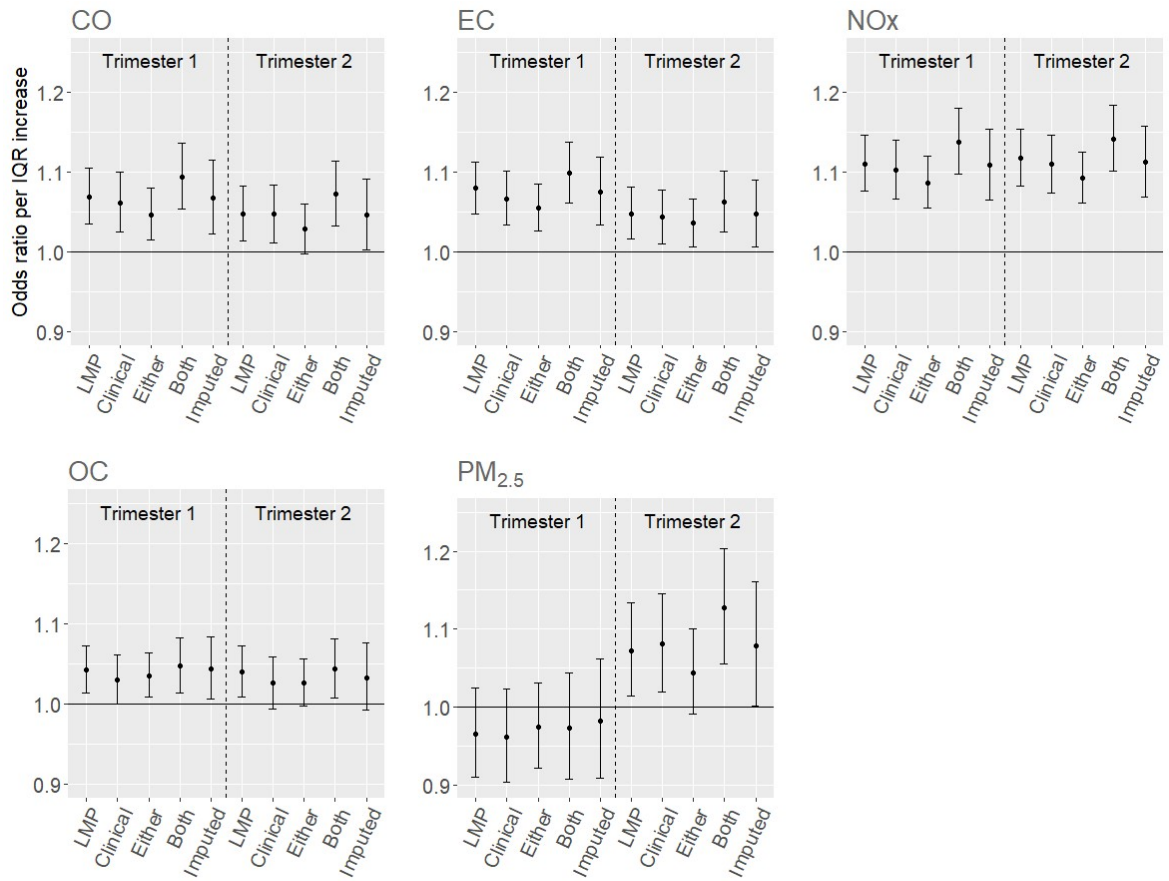 CO
EC
NOx
Odds ratio per IQR increase
Trimester 1
Trimester 2
Trimester 1
Trimester 2
Trimester 1
Trimester 2
1.2
1.1
1.0
0.9
1.2
1.1
1.0
0.9
1.2
1.1
1.0
0.9
LMP
Clinical
Either
Both
Imputed
LMP
Clinical
Either
Both
Imputed
LMP
Clinical
Either
Both
Imputed
LMP
Clinical
Either
Both
Imputed
LMP
Clinical
Either
Both
Imputed
LMP
Clinical
Either
Both
Imputed
OC
PM2.5
Trimester 1
Trimester 2
Trimester 1
Trimester 2
1.2
1.1
1.0
0.9
1.2
1.1
1.0
0.9
LMP
Clinical
Either
Both
Imputed
LMP
Clinical
Either
Both
Imputed
LMP
Clinical
Either
Both
Imputed
LMP
Clinical
Either
Both
Imputed